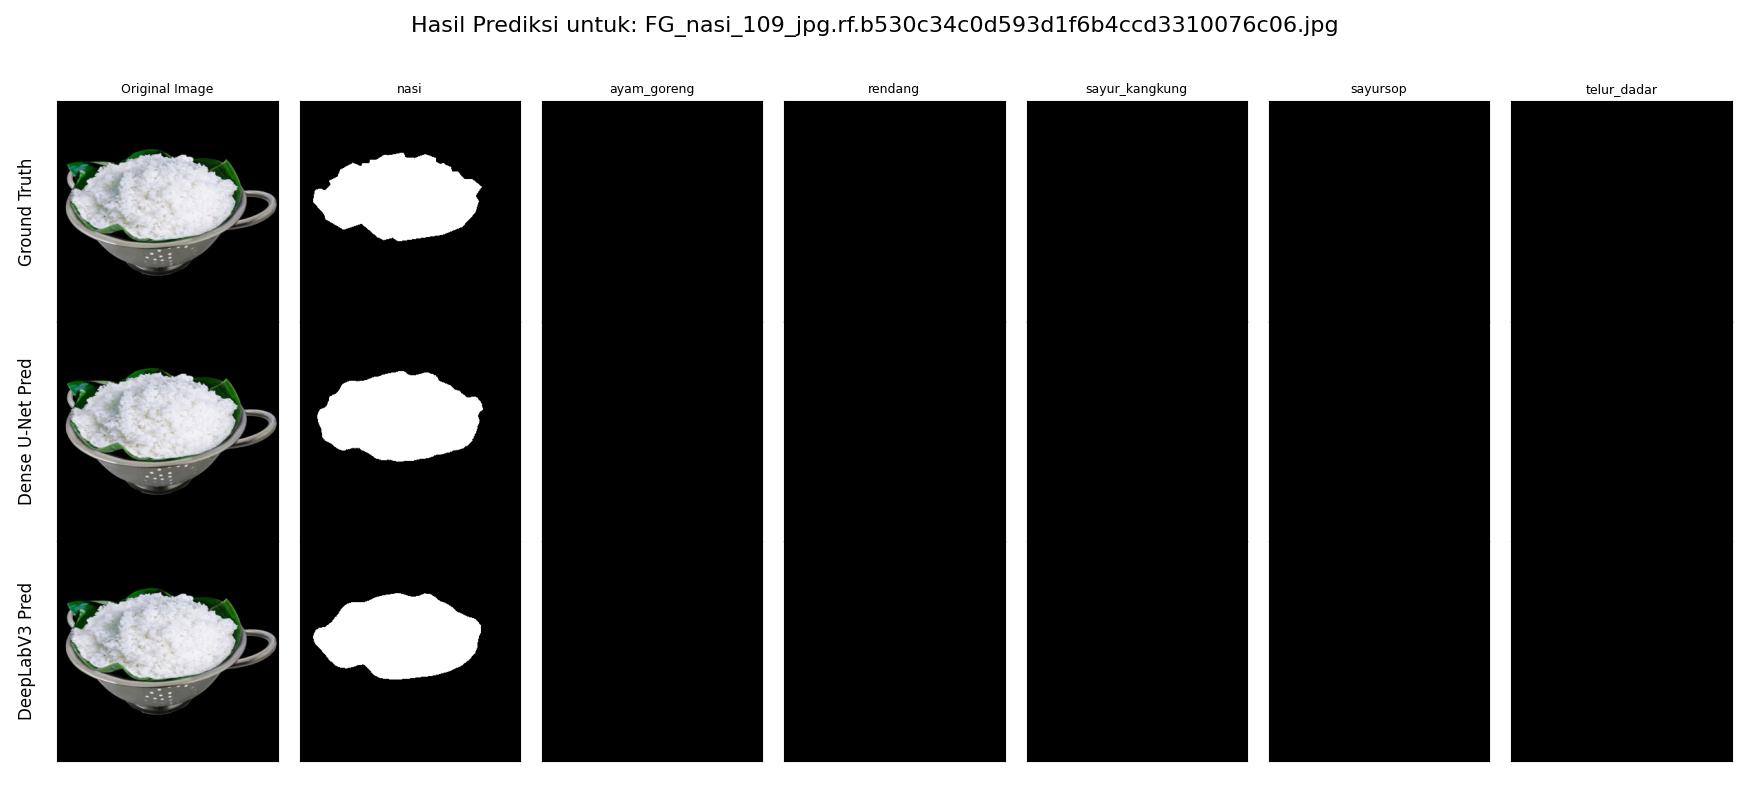 Hasil Prediksi untuk: FG_nasi_109_jpg.rf.b530c34c0d593d1f6b4ccd3310076c06.jpg
Original Image nasi ayam_goreng rendang sayur_kangkung sayursop telur_dadar
Ground Truth
Dense U-Net Pred
DeepLabV3 Pred